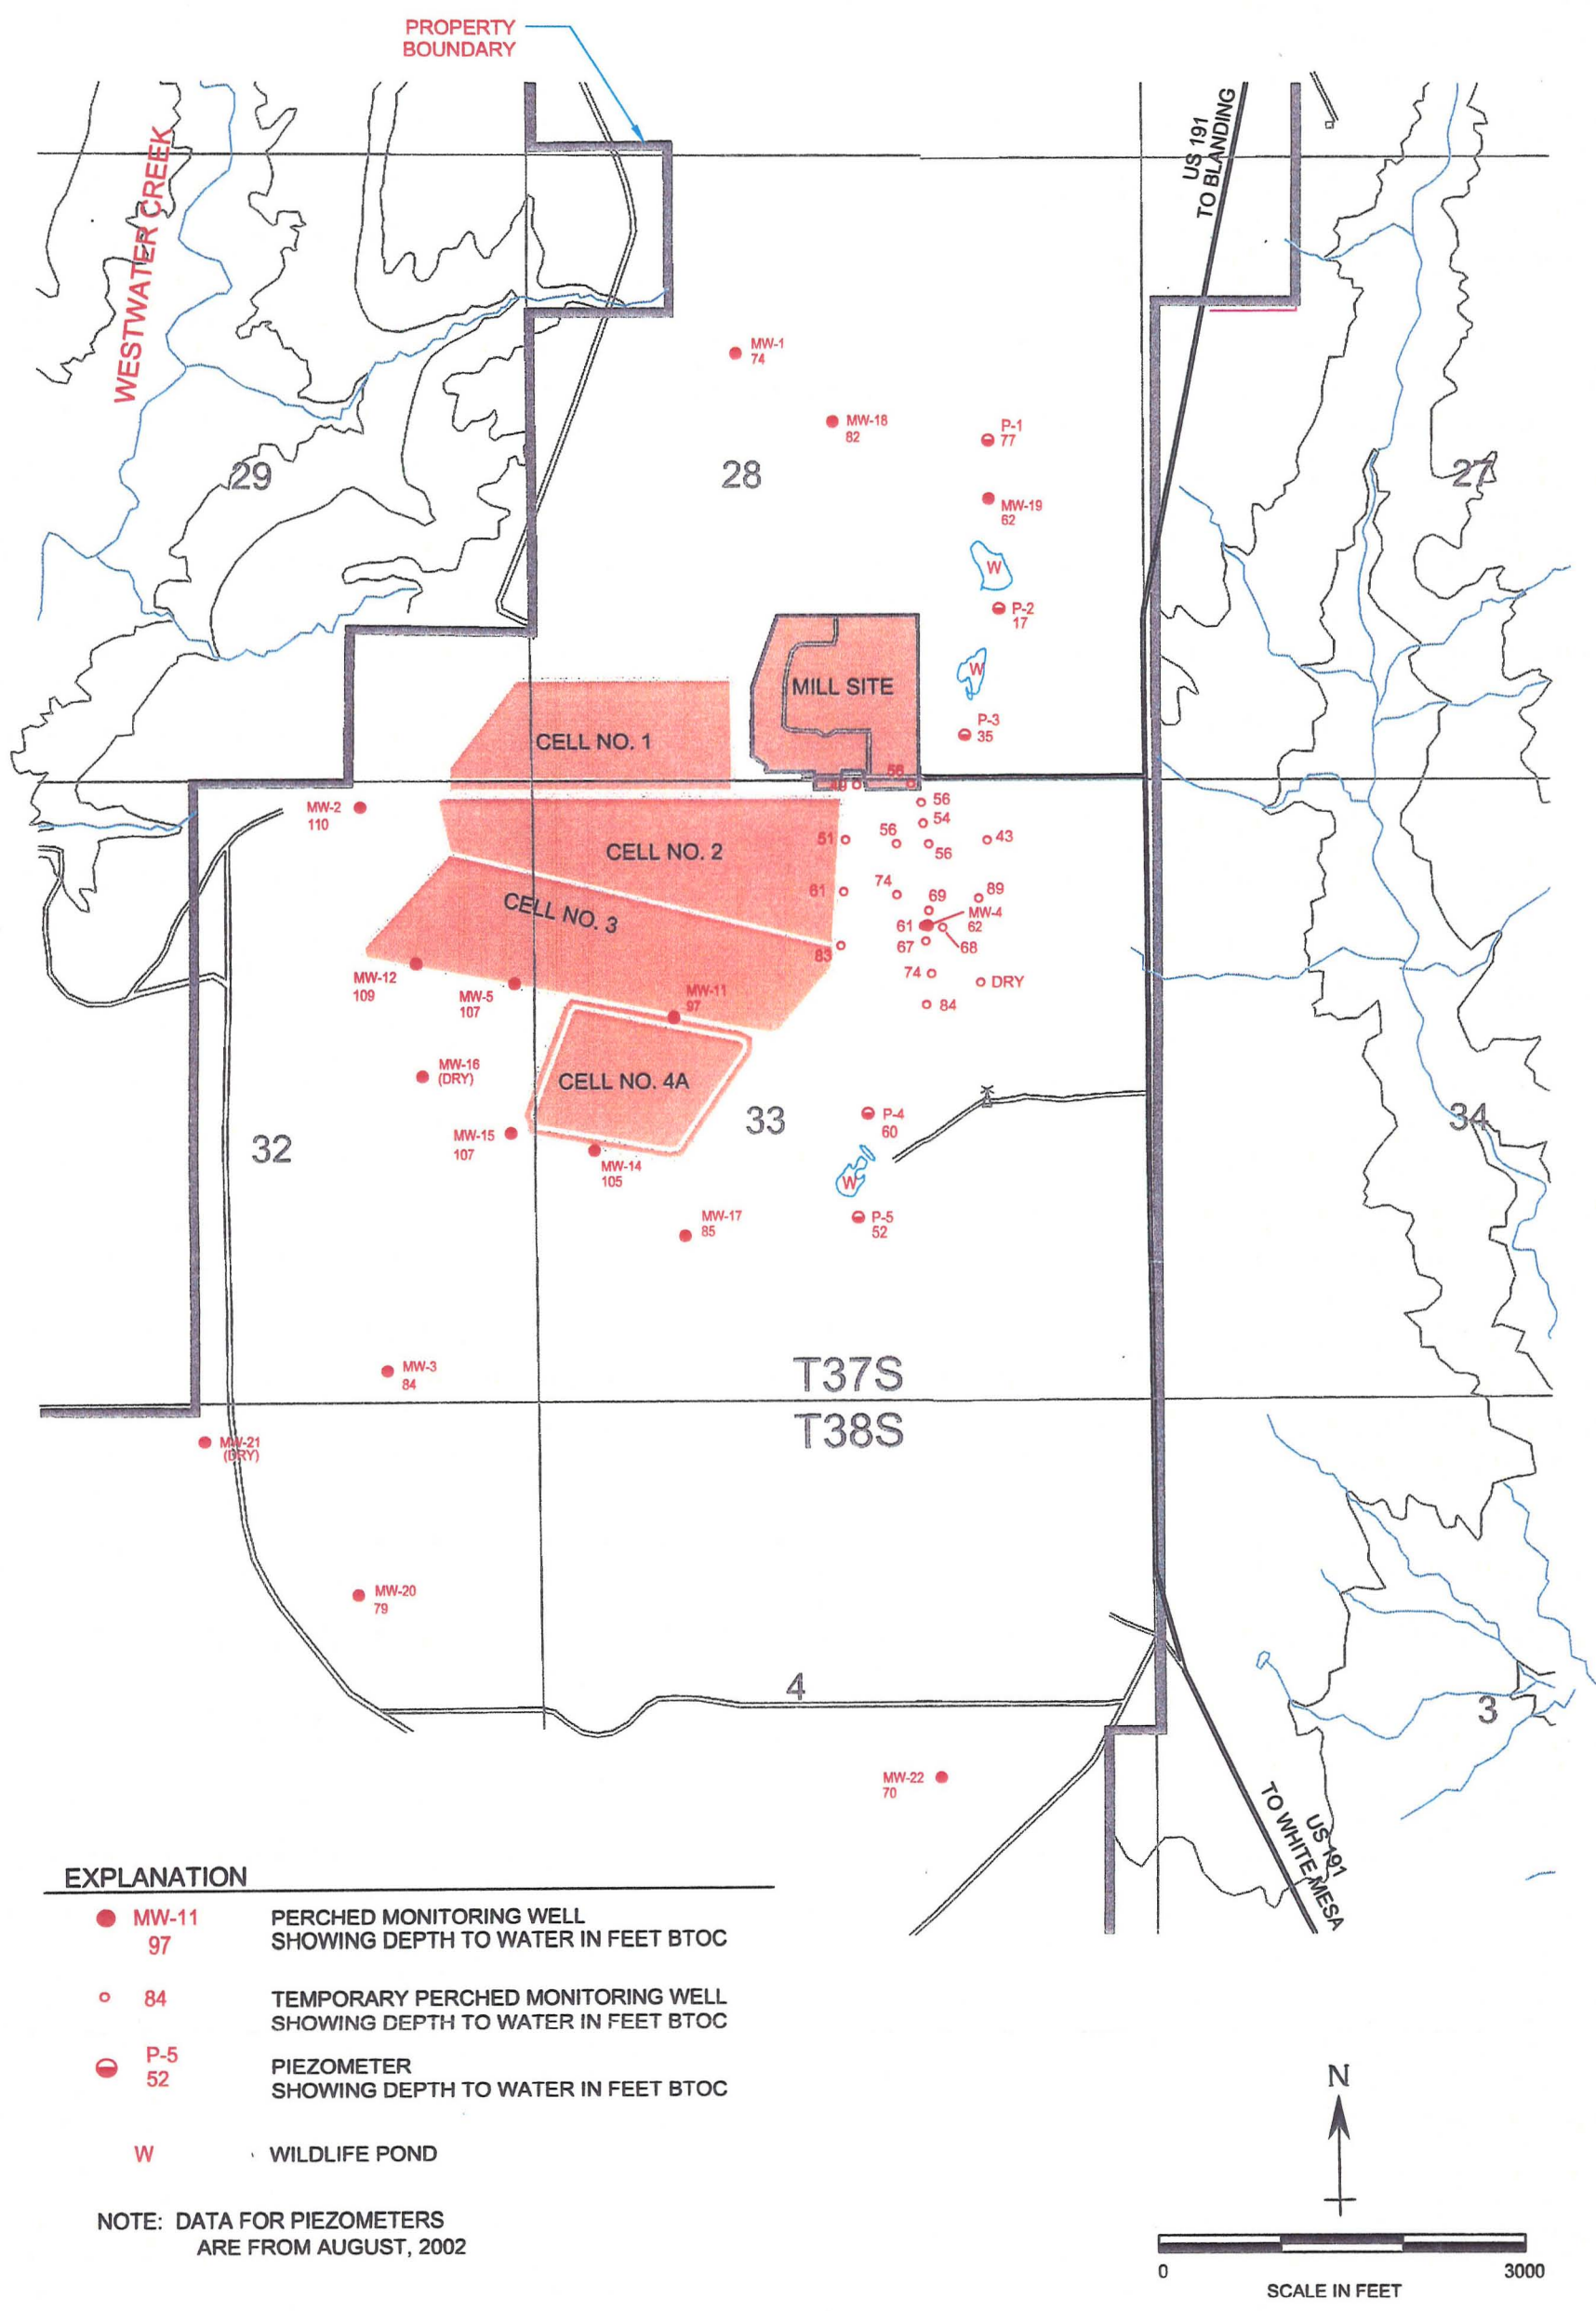 PROPERTY
BOUNDARY
WESTWATER CREEK
US 191
TO BLANDING
MW-1
74
MW-18
82
P-1
77
29
28
27
MW-19
62
W
P-2
17
W
MILL SITE
P-3
35
CELL NO. 1
58
49
MW-2
110
56
54
51
56
56
43
CELL NO. 2
61
74
69
89
CELL NO. 3
MW-4
62
61
67
68
83
MW-12
109
MW-5
107
MW-11
97
74
DRY
84
MW-16
(DRY)
CELL NO. 4A
32
33
34
P-4
60
MW-15
107
MW-14
105
W
MW-17
85
P-5
52
MW-3
84
T37S
T38S
MW-21
(DRY)
MW-20
79
4
3
MW-22
70
US 191
TO WHITE MESA
EXPLANATION
MW-11
97
PERCHED MONITORING WELL
SHOWING DEPTH TO WATER IN FEET BTOC
84
TEMPORARY PERCHED MONITORING WELL
SHOWING DEPTH TO WATER IN FEET BTOC
P-5
52
PIEZOMETER
SHOWING DEPTH TO WATER IN FEET BTOC
W
WILDLIFE POND
NOTE: DATA FOR PIEZOMETERS
ARE FROM AUGUST, 2002
N
0
3000
SCALE IN FEET